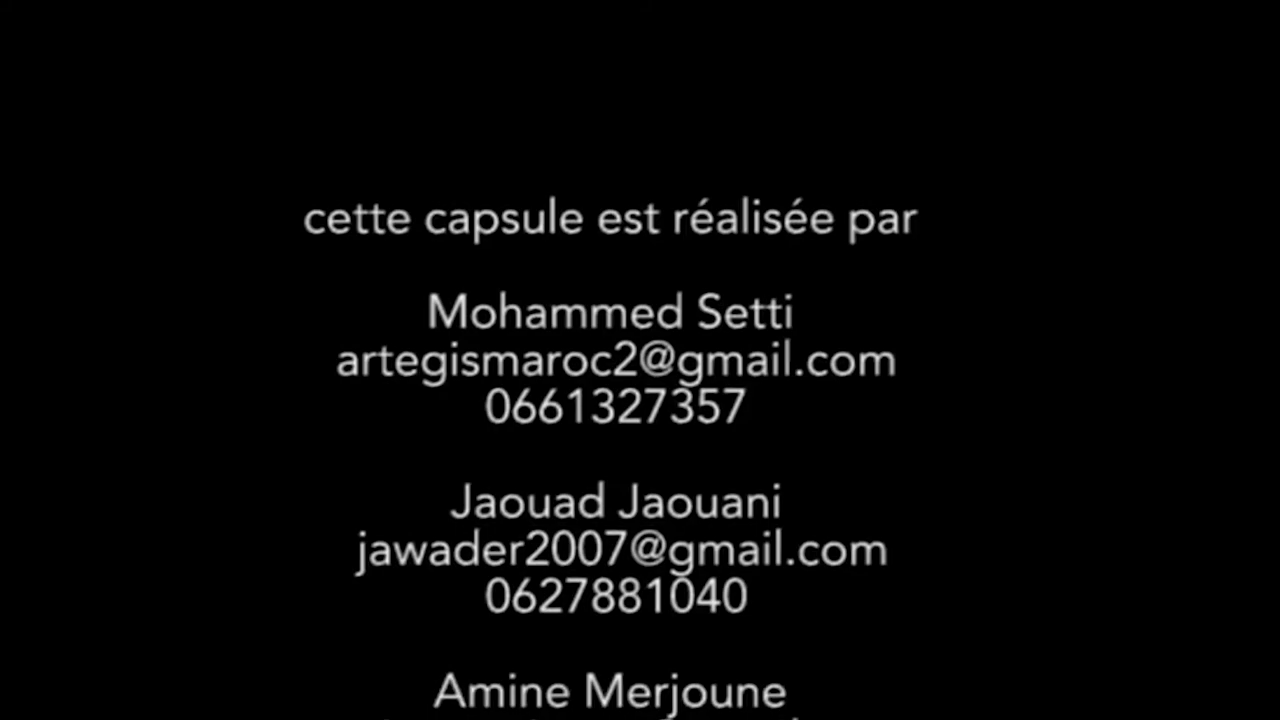 cette capsule est réalisée par
Mohammed Setti
artegismaroc2@gmail.com
0661327357
Jaouad Jaouani
jawader2007@gmail.com
0627881040
Amine Merjoune